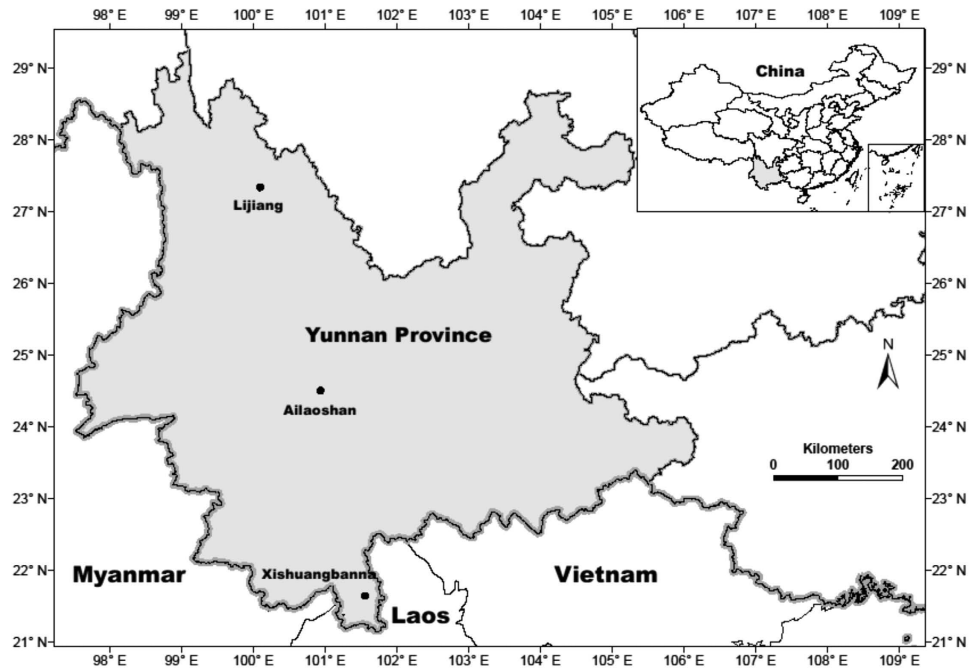 98° E 99° E 100° E 101° E 102° E 103° E 104° E 105° E 106° E 107° E 108° E 109° E
29° N 29° N
China
28° N 28° N
Lijiang
27° N 27° N
26° N 26° N
Yunnan Province
25° N 25° N
N
Ailaoshan
24° N 24° N
Kilometers
0 100 200
23° N 23° N
22° N 22° N
Xishuangbanna
Myanmar
Vietnam
Laos
21° N 21° N
98° E 99° E 100° E 101° E 102° E 103° E 104° E 105° E 106° E 107° E 108° E 109° E